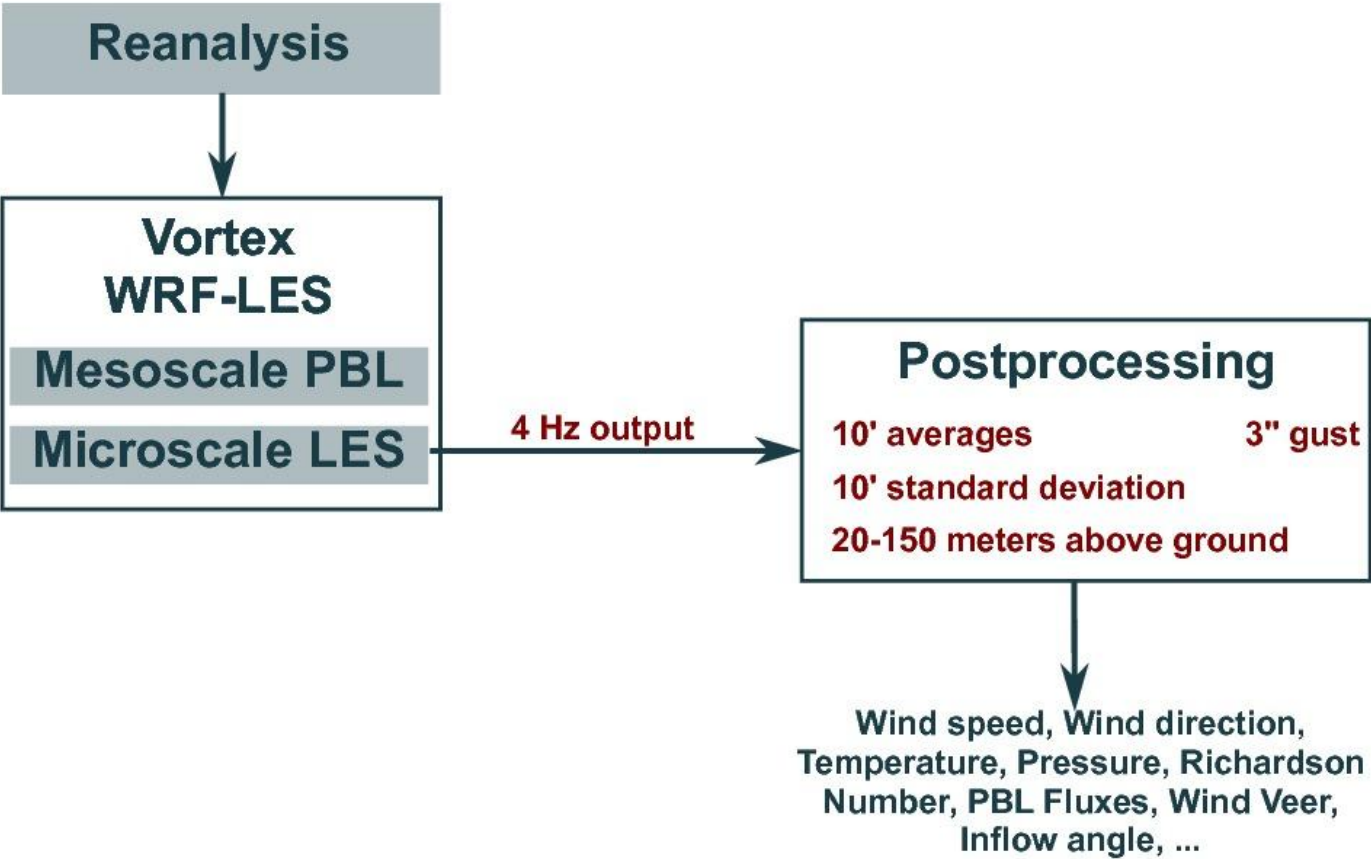 Reanalysis
Vortex
WRF-LES
Mesoscale PBL
Microscale LES
4 Hz output
Postprocessing
10' averages 3" gust
10' standard deviation
20-150 meters above ground
Wind speed, Wind direction,
Temperature, Pressure, Richardson
Number, PBL Fluxes, Wind Veer,
Inflow angle, ...